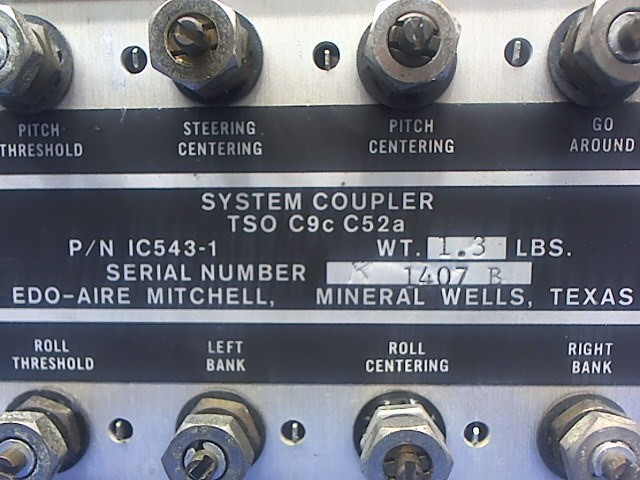 PITCH THRESHOLD
STEERING CENTERING
PITCH CENTERING
GO AROUND
SYSTEM COUPLER
TSO C9c C52a
P/N IC543-1 WT. 1.3 LBS.
SERIAL NUMBER 1407 B
EDO-AIRE MITCHELL, MINERAL WELLS, TEXAS
ROLL THRESHOLD
LEFT BANK
ROLL CENTERING
RIGHT BANK